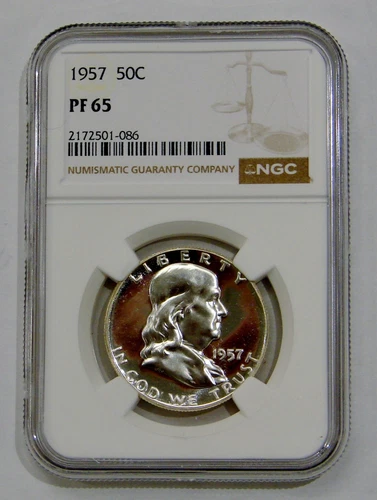 1957 50C
PF 65
2172501-086
NUMISMATIC GUARANTY COMPANY NGC
LIBERTY
1957
IN GOD WE TRUST